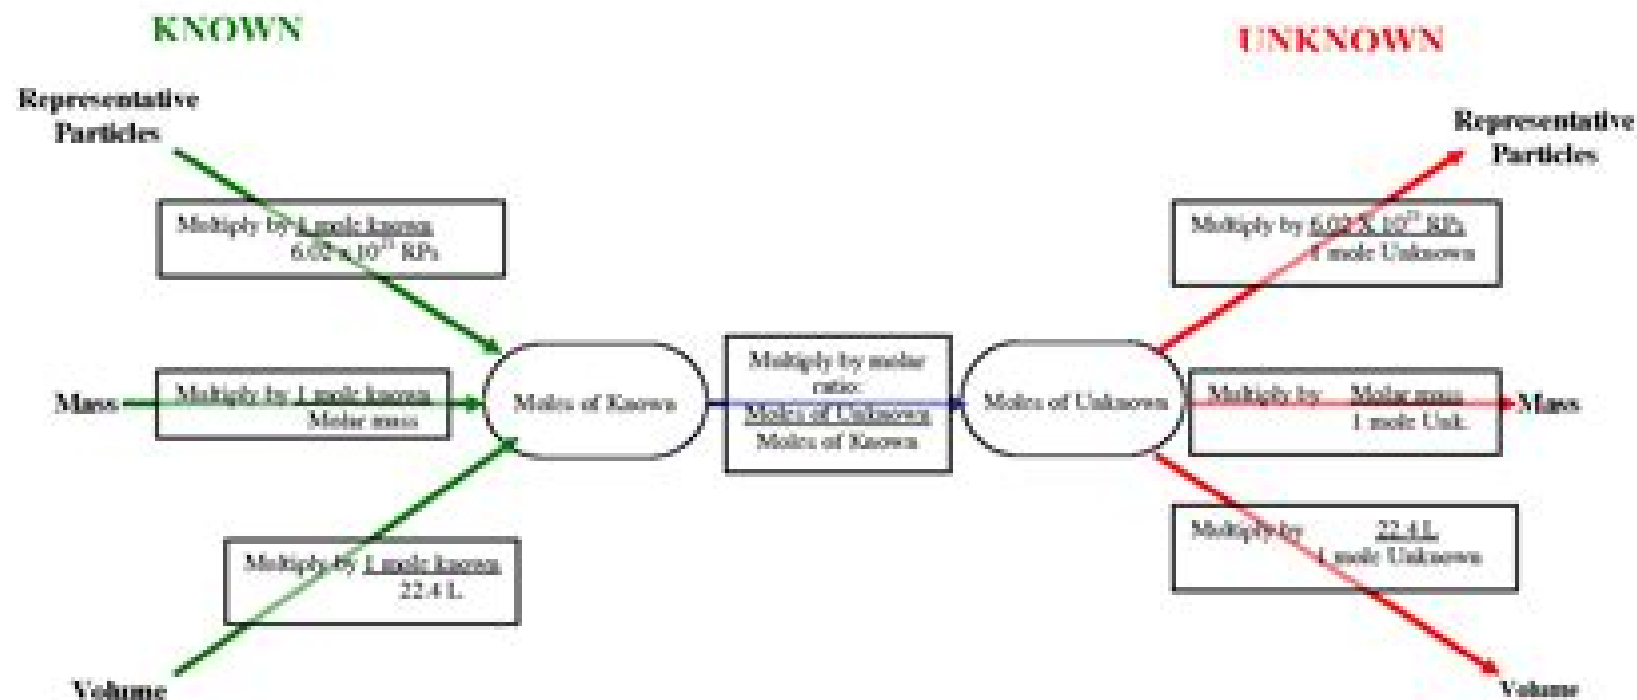 KNOWN
UNKNOWN
Representative
Particles
Representative
Particles
Multiply by 1 mole known
6.02 x 10²³ RPs
Multiply by 6.02 X 10²³ RPs
1 mole Unknown
Mass
Multiply by 1 mole known
Molar mass
Moles of Known
Multiply by molar
ratio:
Moles of Unknown
Moles of Known
Moles of Unknown
Multiply by Molar mass
1 mole Unk.
Mass
Multiply by 1 mole known
22.4 L
Multiply by 22.4 L
1 mole Unknown
Volume
Volume